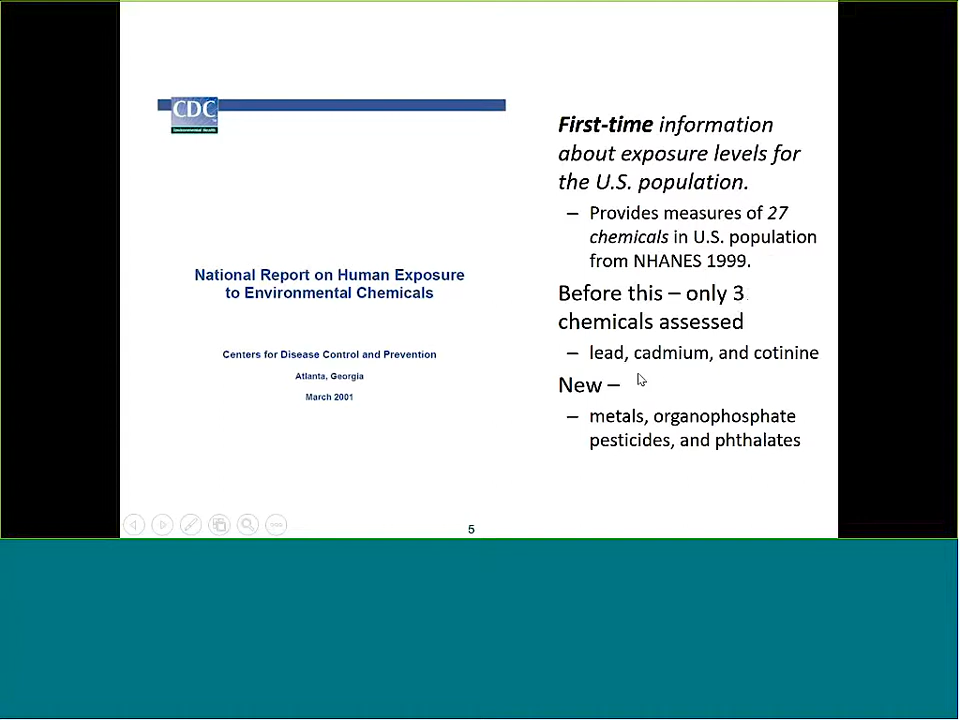 CDC
Environmental Health
National Report on Human Exposure
to Environmental Chemicals
Centers for Disease Control and Prevention
Atlanta, Georgia
March 2001
First-time information
about exposure levels for
the U.S. population.
– Provides measures of 27
chemicals in U.S. population
from NHANES 1999.
Before this – only 3
chemicals assessed
– lead, cadmium, and cotinine
New –
– metals, organophosphate
pesticides, and phthalates
5